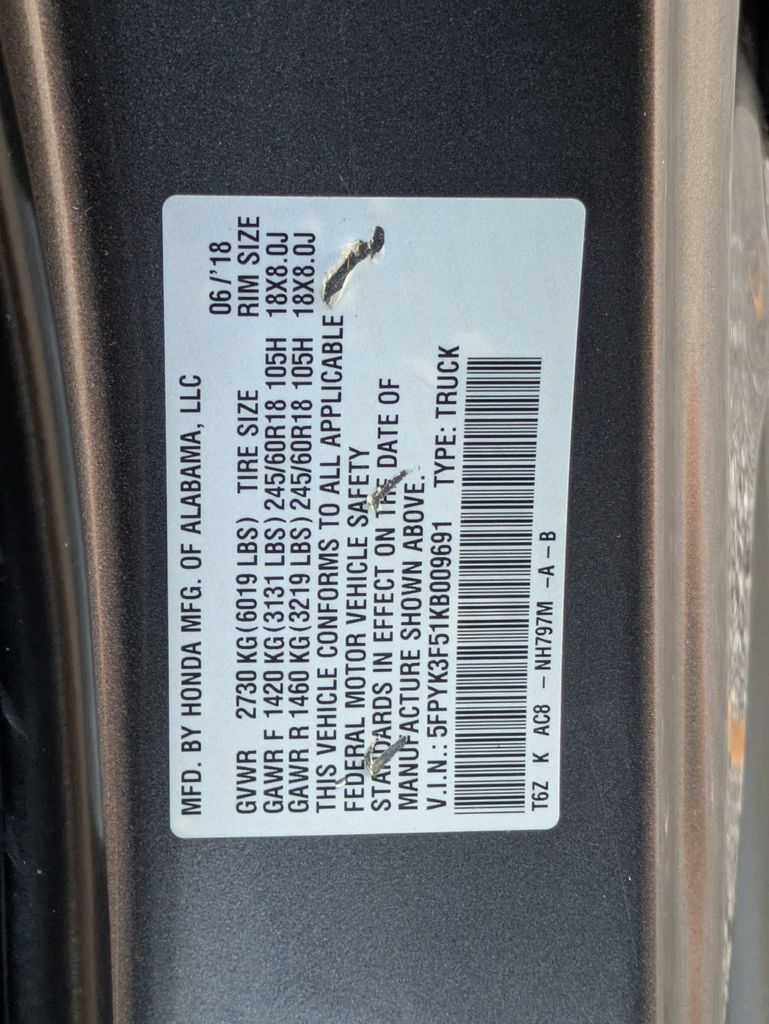 MFD. BY HONDA MFG. OF ALABAMA, LLC 06/'18
GVWR 2730 KG(6019 LBS) TIRE SIZE RIM SIZE
GAWR F 1420 KG(3131 LBS)245/60R18 105H 18X8.0J
GAWR R 1460 KG(3219 LBS)245/60R18 105H 18X8.0J
THIS VEHICLE CONFORMS TO ALL APPLICABLE
FEDERAL MOTOR VEHICLE SAFETY
STANDARDS IN EFFECT ON THE DATE OF
MANUFACTURE SHOWN ABOVE.
V.I.N.: 5FPYK3F51KB009691 TYPE: TRUCK
T6Z K AC8 - NH797M -A-B